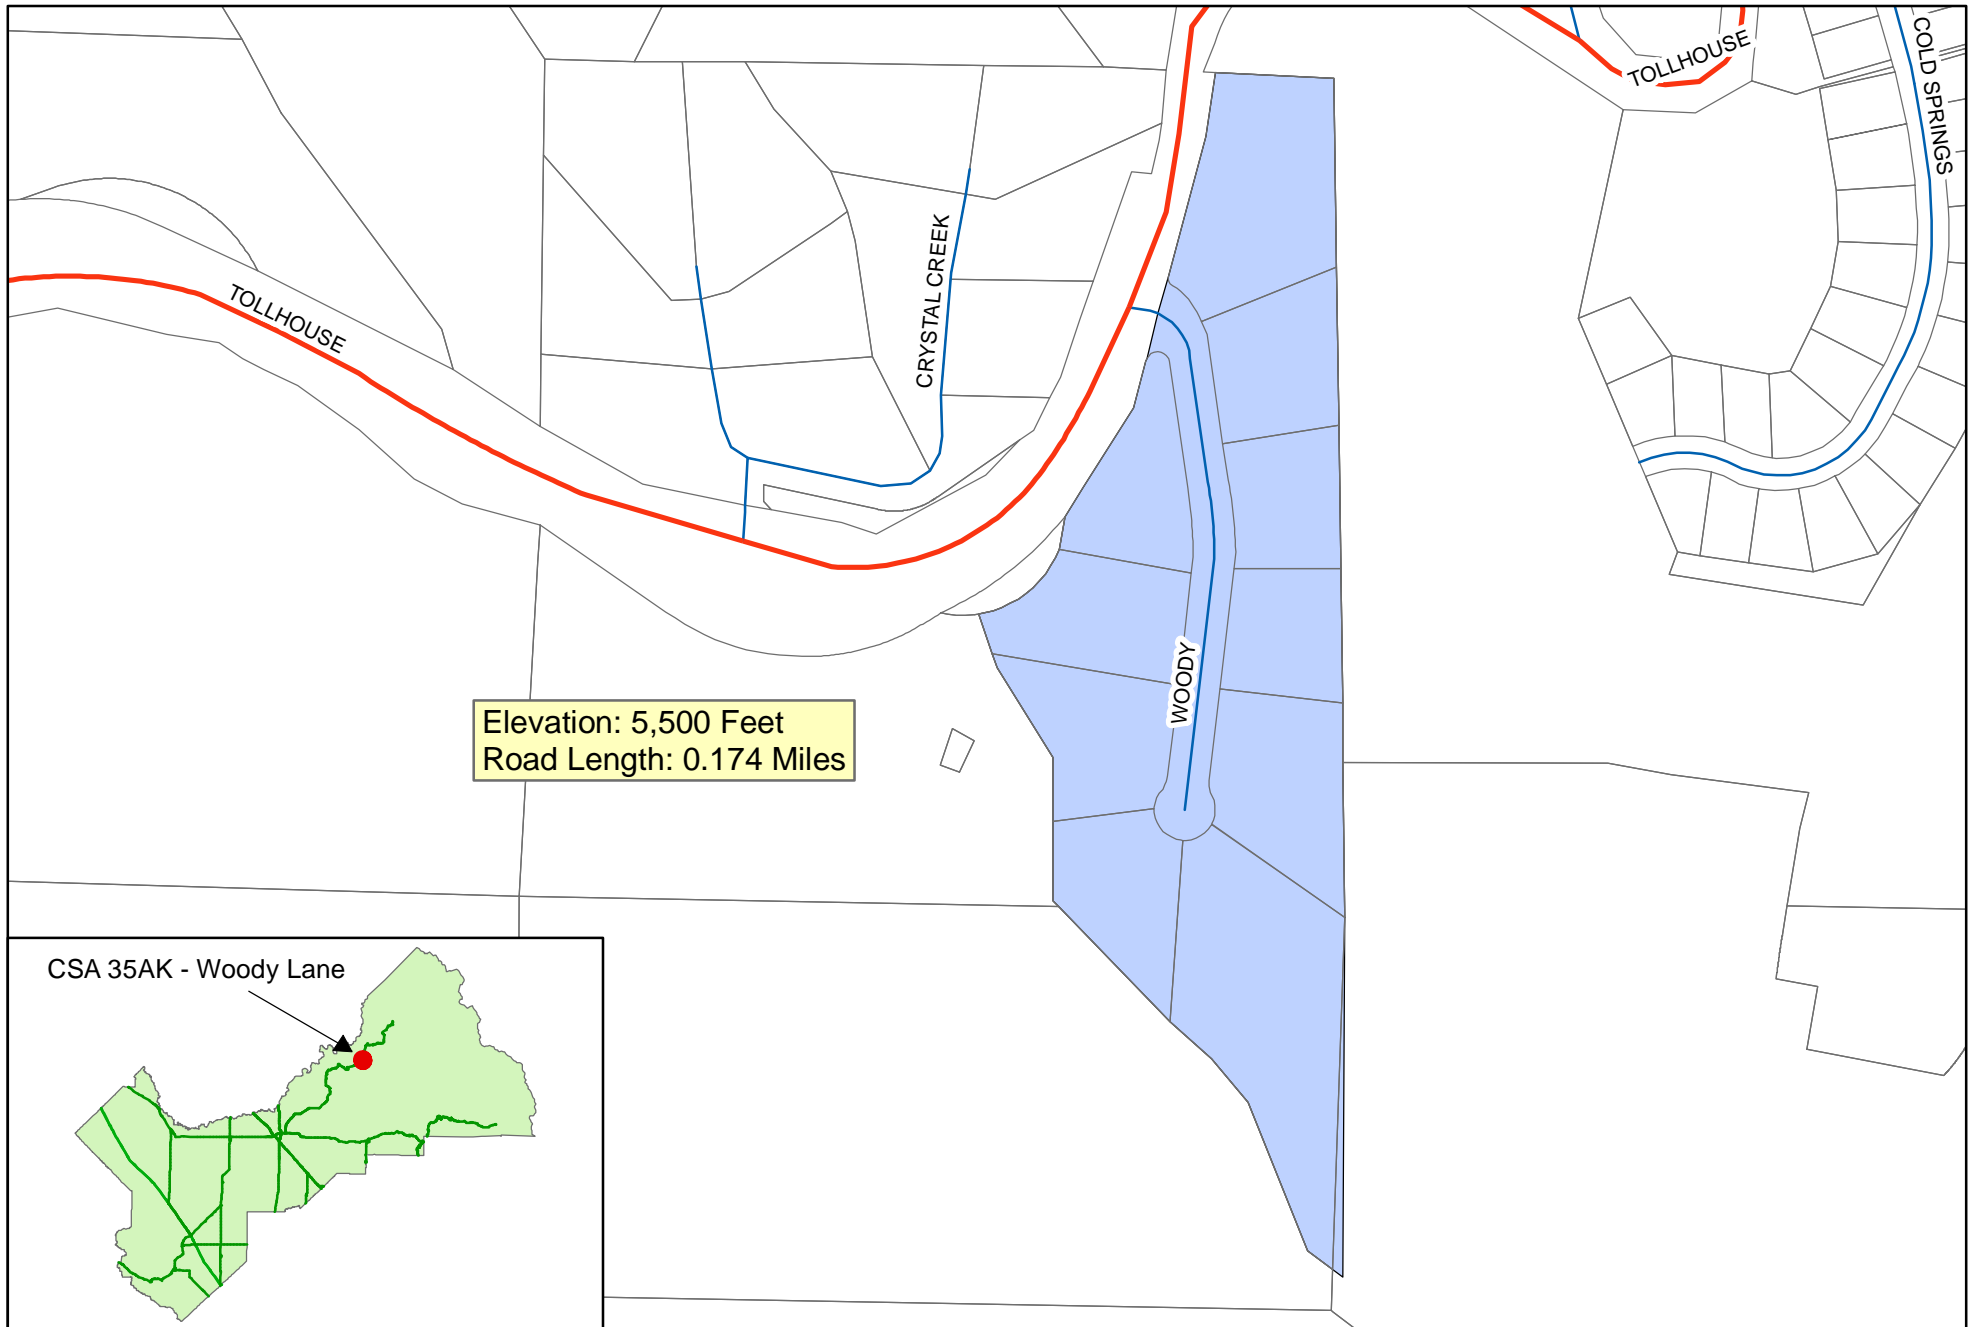 TOLLHOUSE
COLD SPRINGS
CRYSTAL CREEK
TOLLHOUSE
WOODY
Elevation: 5,500 Feet
Road Length: 0.174 Miles
CSA 35AK - Woody Lane